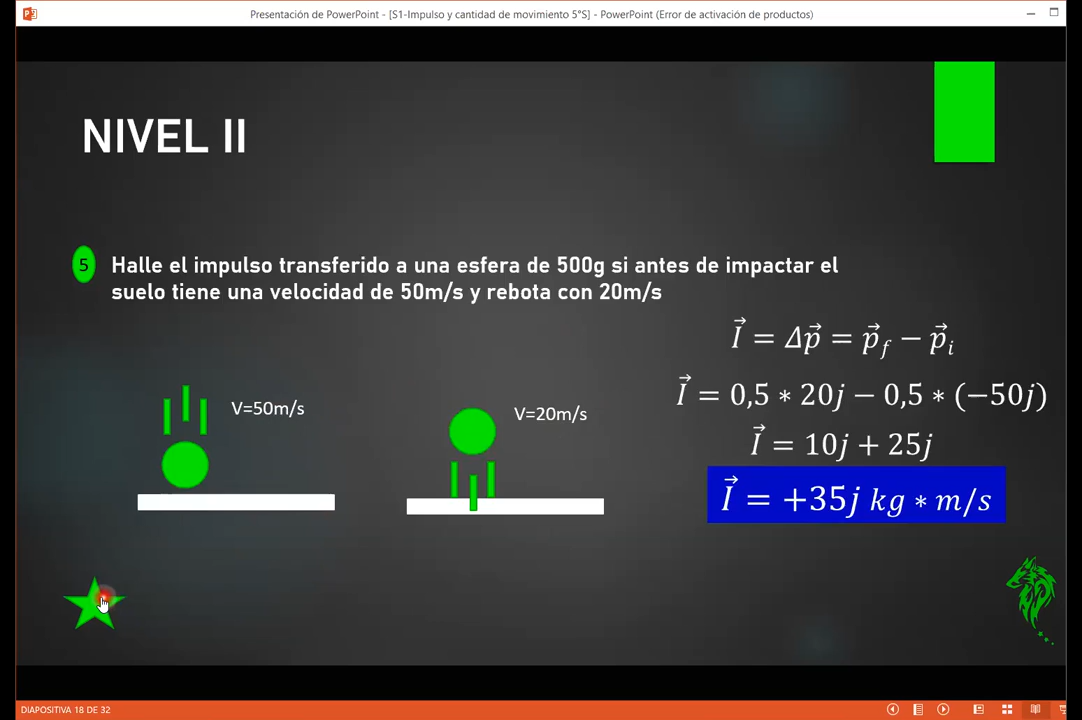 Presentación de PowerPoint - [S1-Impulso y cantidad de movimiento 5°S] - PowerPoint (Error de activación de productos)
NIVEL II
5 Halle el impulso transferido a una esfera de 500g si antes de impactar el
suelo tiene una velocidad de 50m/s y rebota con 20m/s
V=50m/s
V=20m/s
I⃗ = Δp⃗ = p⃗_f − p⃗_i
I⃗ = 0,5 * 20j − 0,5 * (−50j)
I⃗ = 10j + 25j
I⃗ = +35j kg * m/s
DIAPOSITIVA 18 DE 32